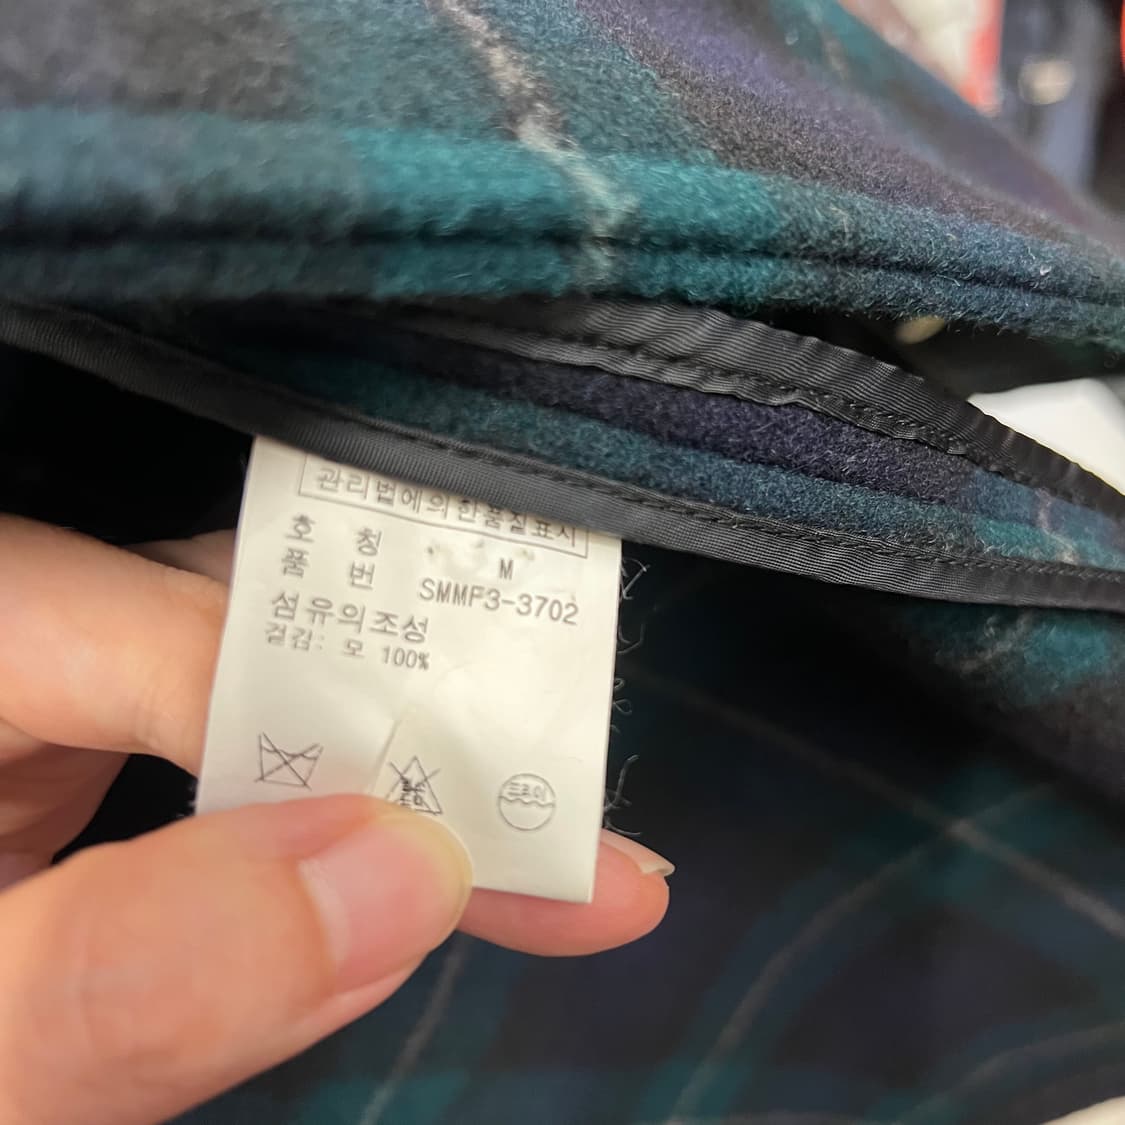 관리법에의한품질표시
호 칭 M
품 번 SMMF3-3702
섬유의조성
겉감: 모 100%
드라이